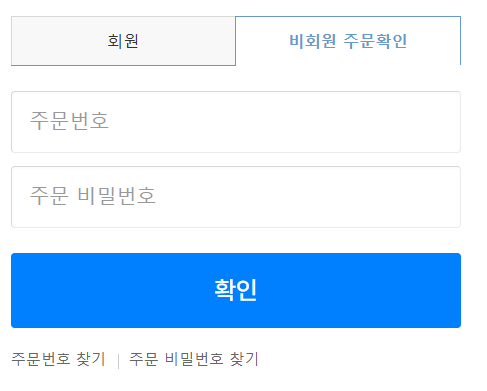 회원 비회원 주문확인
주문번호
주문 비밀번호
확인
주문번호 찾기 | 주문 비밀번호 찾기